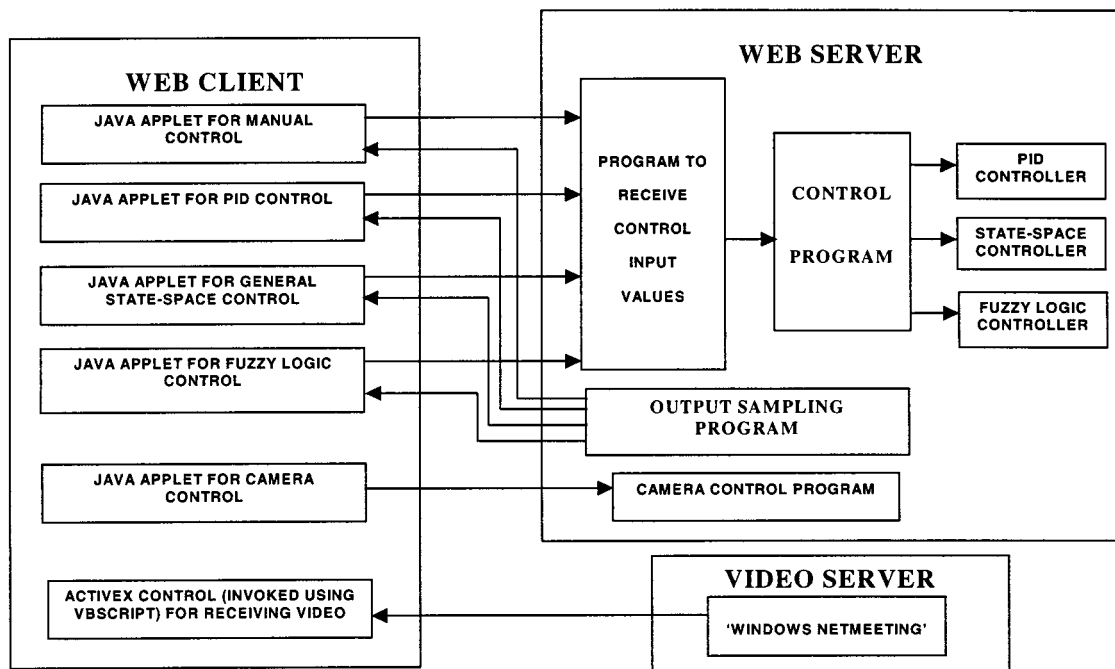 WEB CLIENT
JAVA APPLET FOR MANUAL
CONTROL
JAVA APPLET FOR PID CONTROL
JAVA APPLET FOR GENERAL
STATE-SPACE CONTROL
JAVA APPLET FOR FUZZY LOGIC
CONTROL
JAVA APPLET FOR CAMERA
CONTROL
ACTIVEX CONTROL (INVOKED USING
VBSCRIPT) FOR RECEIVING VIDEO
WEB SERVER
PROGRAM TO
RECEIVE
CONTROL
INPUT
VALUES
CONTROL
PROGRAM
PID
CONTROLLER
STATE-SPACE
CONTROLLER
FUZZY LOGIC
CONTROLLER
OUTPUT SAMPLING
PROGRAM
CAMERA CONTROL PROGRAM
VIDEO SERVER
'WINDOWS NETMEETING'